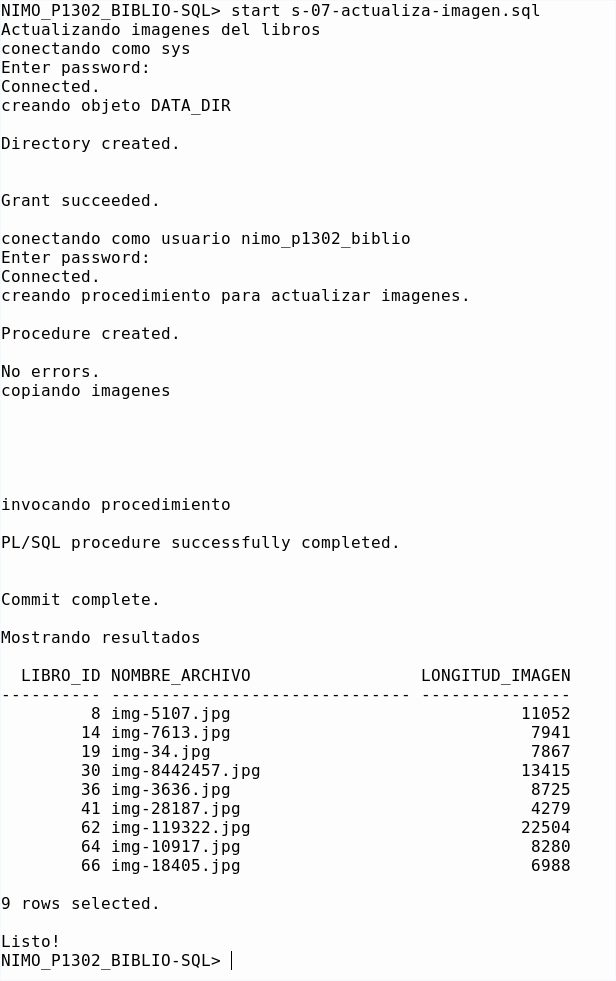 NIMO_P1302_BIBLIO-SQL> start s-07-actualiza-imagen.sql
Actualizando imagenes del libros
conectando como sys
Enter password:
Connected.
creando objeto DATA_DIR
Directory created.
Grant succeeded.
conectando como usuario nimo_p1302_biblio
Enter password:
Connected.
creando procedimiento para actualizar imagenes.
Procedure created.
No errors.
copiando imagenes
invocando procedimiento
PL/SQL procedure successfully completed.
Commit complete.
Mostrando resultados
  LIBRO_ID NOMBRE_ARCHIVO                 LONGITUD_IMAGEN
---------- ------------------------------ ---------------
         8 img-5107.jpg                             11052
        14 img-7613.jpg                              7941
        19 img-34.jpg                                7867
        30 img-8442457.jpg                          13415
        36 img-3636.jpg                              8725
        41 img-28187.jpg                             4279
        62 img-119322.jpg                           22504
        64 img-10917.jpg                             8280
        66 img-18405.jpg                             6988
9 rows selected.
Listo!
NIMO_P1302_BIBLIO-SQL>